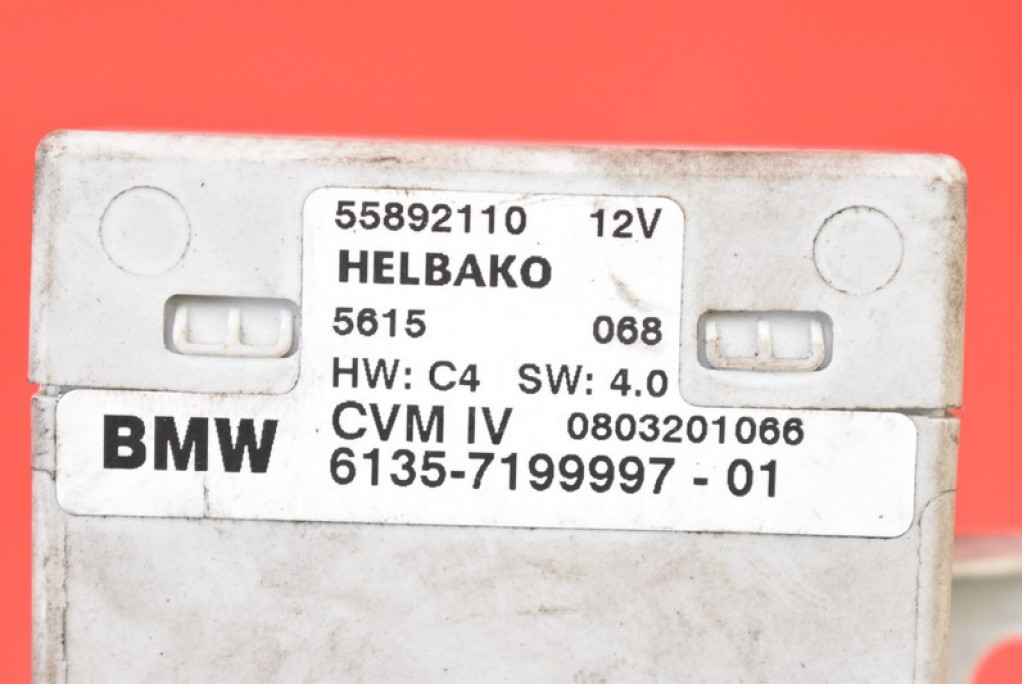 55892110 12V
HELBAKO
5615 068
HW: C4 SW: 4.0
CVM IV 0803201066
BMW 6135-7199997 - 01